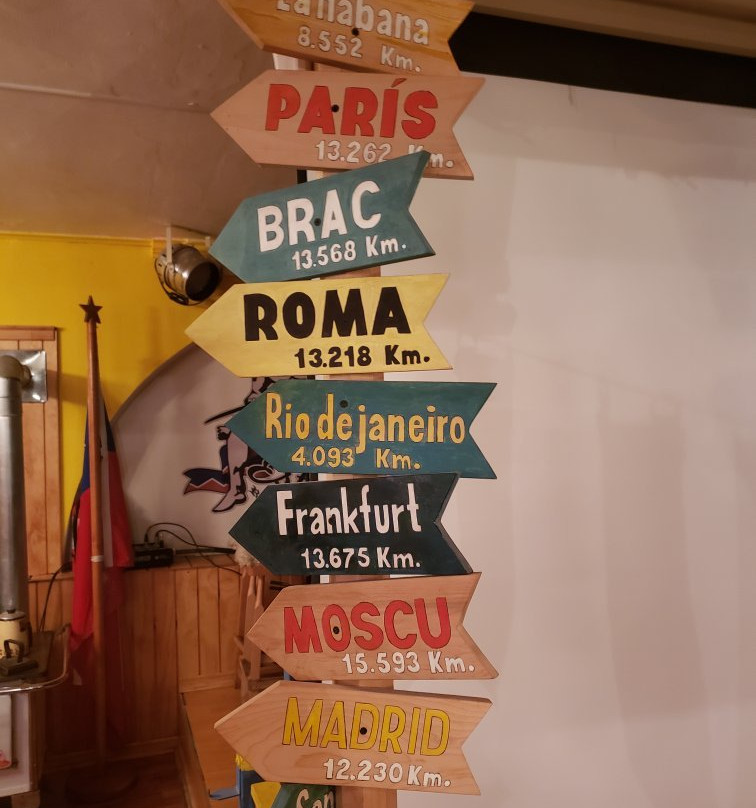 La Habana
8.552 Km.
PARÍS
13.262 Km.
BRAC
13.568 Km.
ROMA
13.218 Km.
Rio de janeiro
4.093 Km.
Frankfurt
13.675 Km.
MOSCU
15.593 Km.
MADRID
12.230 Km.